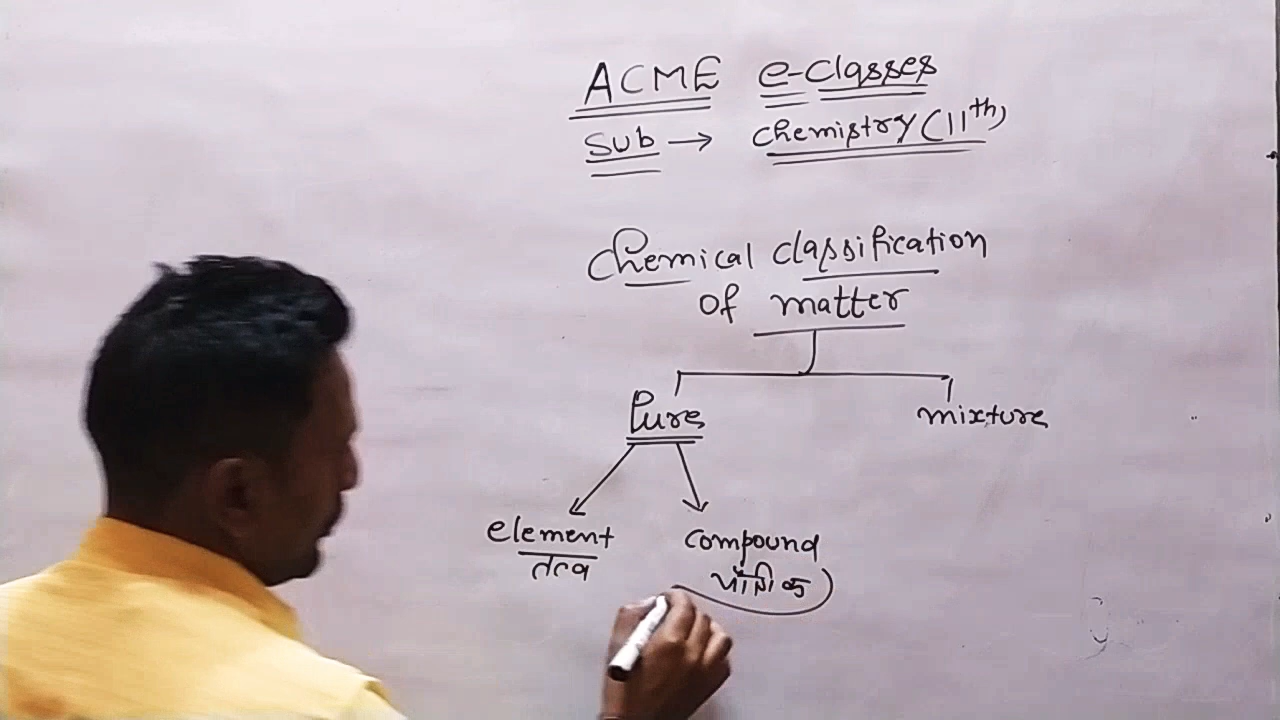 ACME e-classes
Sub → chemistry (11th)
Chemical classification
of matter
Pure
mixture
element
compound
तत्व
यौगिक